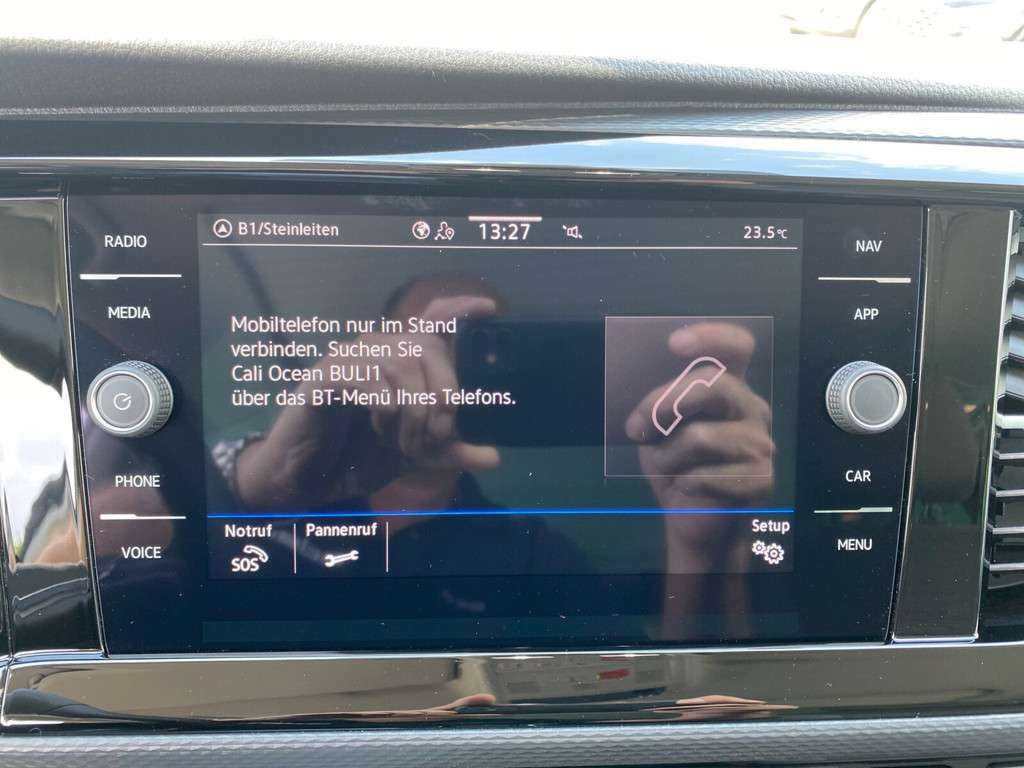 RADIO
MEDIA
PHONE
VOICE
B1/Steinleiten
13:27
23.5°C
Mobiltelefon nur im Stand
verbinden. Suchen Sie
Cali Ocean BULI1
über das BT-Menü Ihres Telefons.
Notruf
SOS
Pannenruf
Setup
NAV
APP
CAR
MENU